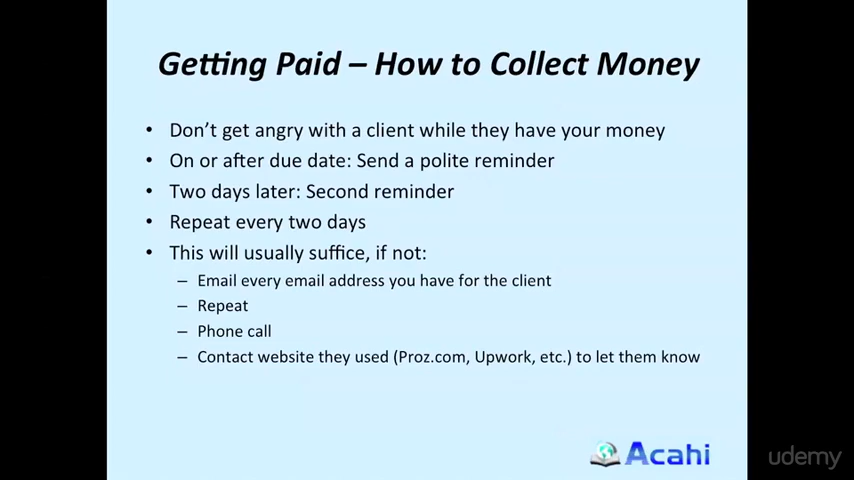 Getting Paid – How to Collect Money
• Don't get angry with a client while they have your money
• On or after due date: Send a polite reminder
• Two days later: Second reminder
• Repeat every two days
• This will usually suffice, if not:
– Email every email address you have for the client
– Repeat
– Phone call
– Contact website they used (Proz.com, Upwork, etc.) to let them know
Acahi
udemy